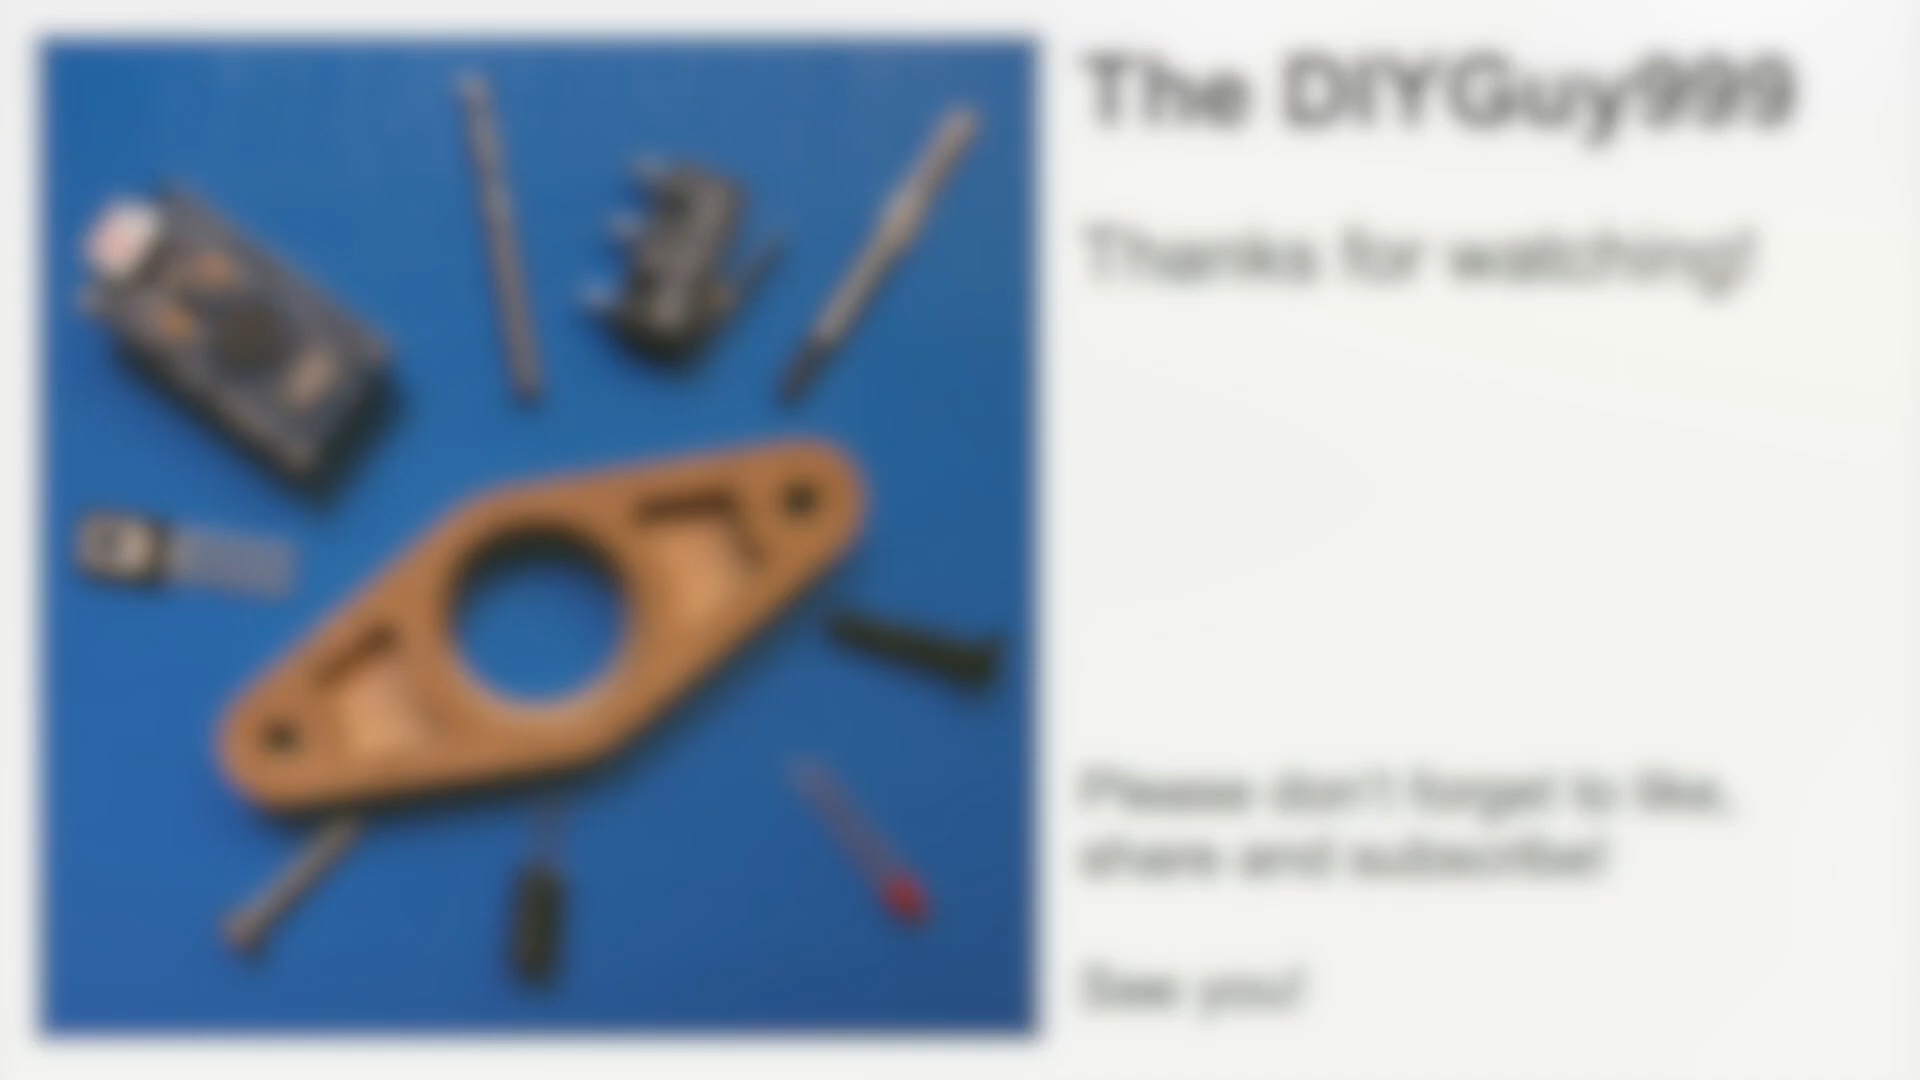 The DIYGuy999
Thanks for watching!
Please don't forget to like,
share and subscribe!
See you!